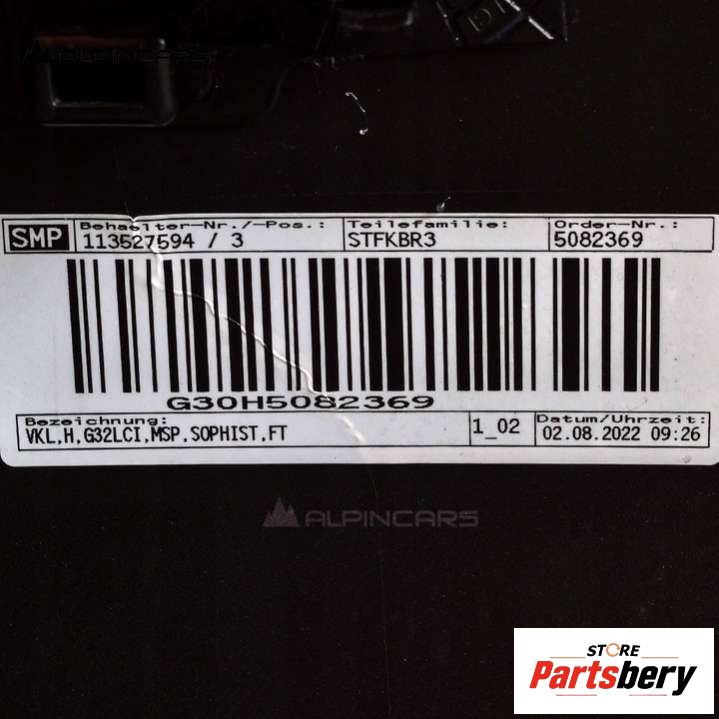 ALPINCARS
SMP
Behaelter-Nr./-Pos.: Teilefamilie: Order-Nr.:
113527594 / 3 STFKBR3 5082369
G30H5082369
Bezeichnung: Datum/Uhrzeit:
VKL,H,G32LCI,MSP,SOPHIST,FT 1_02 02.08.2022 09:26
ALPINCARS
STORE
Partsbery